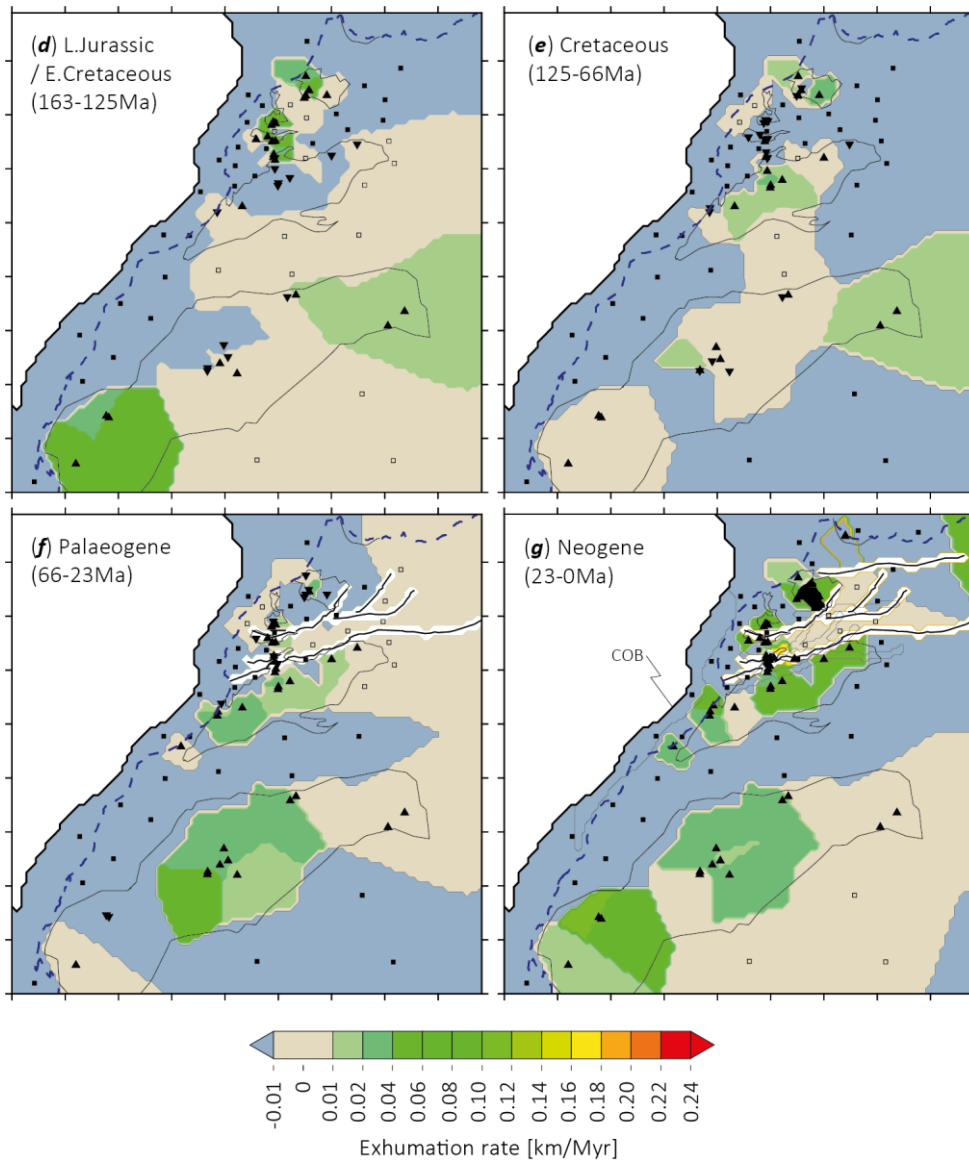 (d) L.Jurassic
/ E.Cretaceous
(163-125Ma)
(e) Cretaceous
(125-66Ma)
(f) Palaeogene
(66-23Ma)
(g) Neogene
(23-0Ma)
COB
-0.01
0
0.01
0.02
0.04
0.06
0.08
0.10
0.12
0.14
0.16
0.18
0.20
0.22
0.24
Exhumation rate [km/Myr]